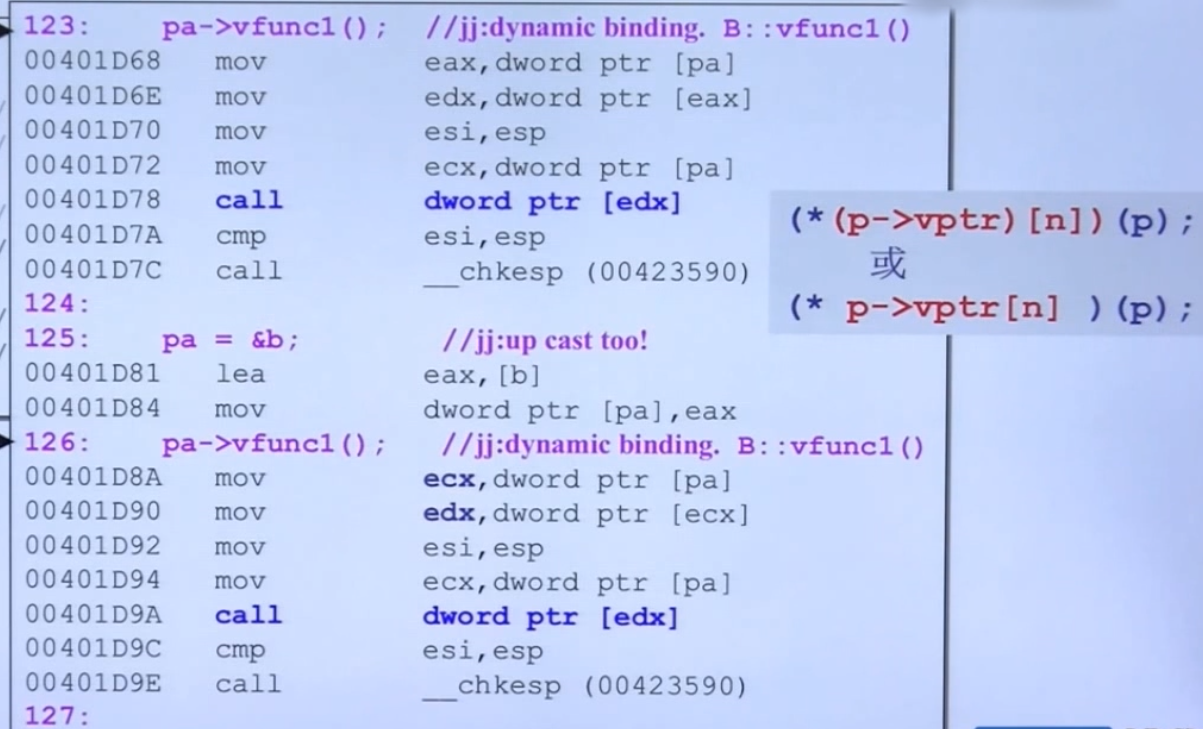 123: pa->vfunc1(); //jj:dynamic binding. B::vfunc1()
00401D68 mov eax,dword ptr [pa]
00401D6E mov edx,dword ptr [eax]
00401D70 mov esi,esp
00401D72 mov ecx,dword ptr [pa]
00401D78 call dword ptr [edx]
00401D7A cmp esi,esp
00401D7C call __chkesp (00423590)
124:
125: pa = &b; //jj:up cast too!
00401D81 lea eax,[b]
00401D84 mov dword ptr [pa],eax
126: pa->vfunc1(); //jj:dynamic binding. B::vfunc1()
00401D8A mov ecx,dword ptr [pa]
00401D90 mov edx,dword ptr [ecx]
00401D92 mov esi,esp
00401D94 mov ecx,dword ptr [pa]
00401D9A call dword ptr [edx]
00401D9C cmp esi,esp
00401D9E call __chkesp (00423590)
127:
(*(p->vptr)[n])(p);
或
(* p->vptr[n] )(p);